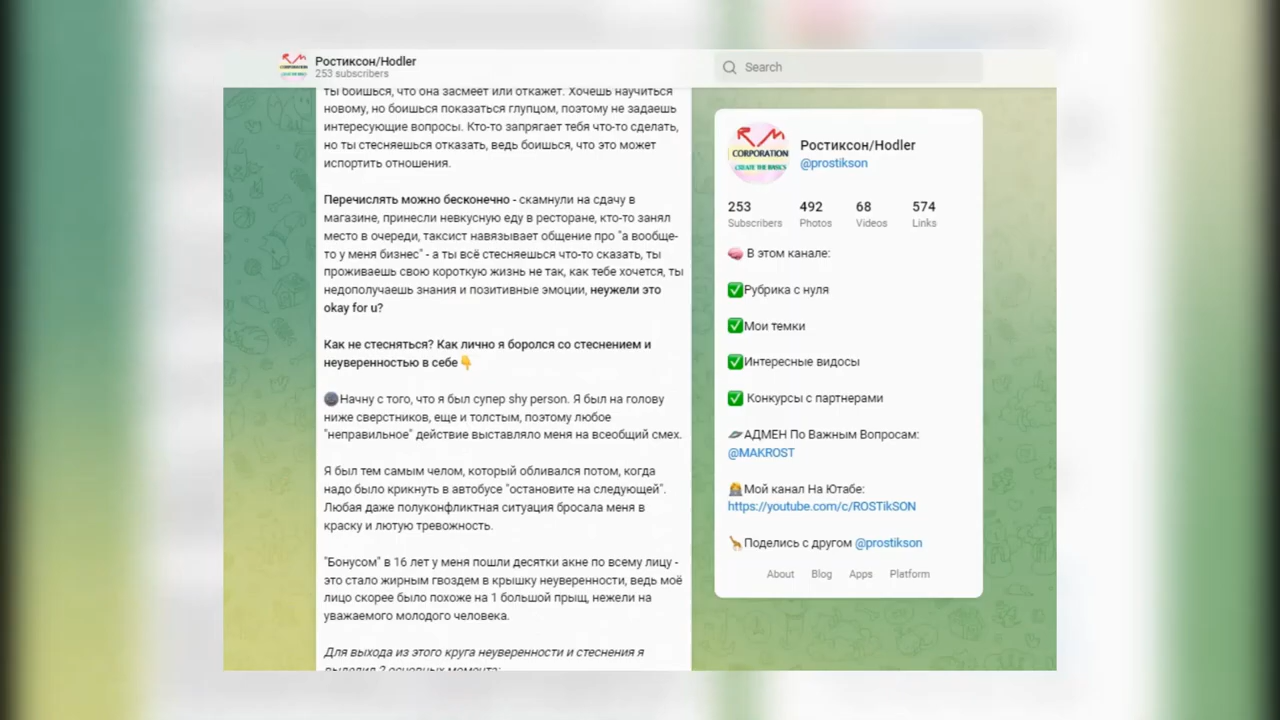 Ростиксон/Hodler
253 subscribers
Search
ты боишься, что она засмеет или откажет. Хочешь научиться
новому, но боишься показаться глупцом, поэтому не задаешь
интересующие вопросы. Кто-то запрягает тебя что-то сделать,
но ты стесняешься отказать, ведь боишься, что это может
испортить отношения.
Перечислять можно бесконечно - скамнули на сдачу в
магазине, принесли невкусную еду в ресторане, кто-то занял
место в очереди, таксист навязывает общение про "а вообще-
то у меня бизнес" - а ты всё стесняешься что-то сказать, ты
проживаешь свою короткую жизнь не так, как тебе хочется, ты
недополучаешь знания и позитивные эмоции, неужели это
okay for u?
Как не стесняться? Как лично я боролся со стеснением и
неуверенностью в себе👇
🌚Начну с того, что я был супер shy person. Я был на голову
ниже сверстников, еще и толстым, поэтому любое
"неправильное" действие выставляло меня на всеобщий смех.
Я был тем самым челом, который обливался потом, когда
надо было крикнуть в автобусе "остановите на следующей".
Любая даже полуконфликтная ситуация бросала меня в
краску и лютую тревожность.
"Бонусом" в 16 лет у меня пошли десятки акне по всему лицу -
это стало жирным гвоздем в крышку неуверенности, ведь моё
лицо скорее было похоже на 1 большой прыщ, нежели на
уважаемого молодого человека.
Для выхода из этого круга неуверенности и стеснения я
выделил 2 основных момента:
RM
CORPORATION
CREATE THE BASICS
Ростиксон/Hodler
@prostikson
253 492 68 574
Subscribers Photos Videos Links
🧠 В этом канале:
✅Рубрика с нуля
✅Мои темки
✅Интересные видосы
✅ Конкурсы с партнерами
🪐АДМЕН По Важным Вопросам:
@MAKROST
👷Мой канал На Ютабе:
https://youtube.com/c/ROSTikSON
🦒Поделись с другом @prostikson
About Blog Apps Platform